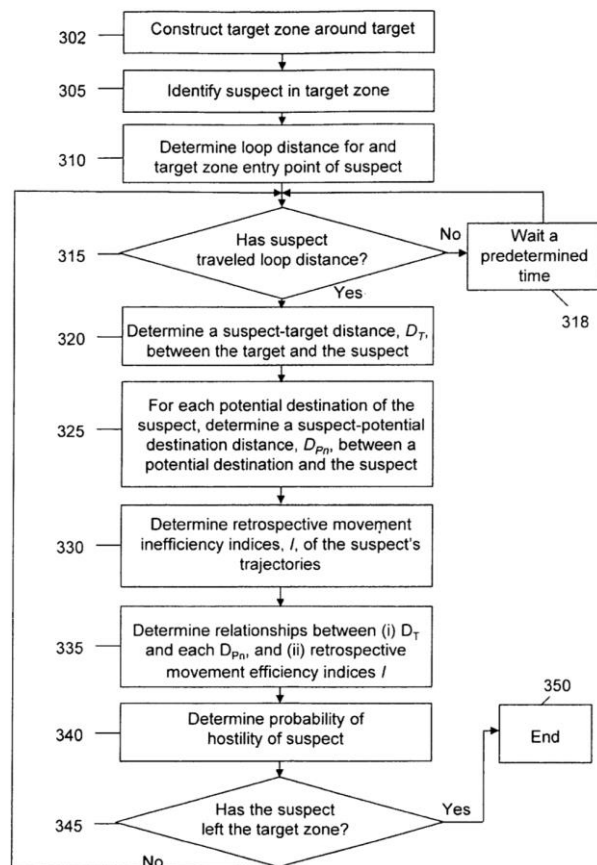 302
Construct target zone around target
305
Identify suspect in target zone
310
Determine loop distance for and
target zone entry point of suspect
315
Has suspect
traveled loop distance?
No
Wait a
predetermined
time
318
Yes
320
Determine a suspect-target distance, D_T,
between the target and the suspect
325
For each potential destination of the
suspect, determine a suspect-potential
destination distance, D_Pn, between a
potential destination and the suspect
330
Determine retrospective movement
inefficiency indices, I, of the suspect's
trajectories
335
Determine relationships between (i) D_T
and each D_Pn, and (ii) retrospective
movement efficiency indices I
340
Determine probability of
hostility of suspect
350
End
345
Has the suspect
left the target zone?
Yes
No